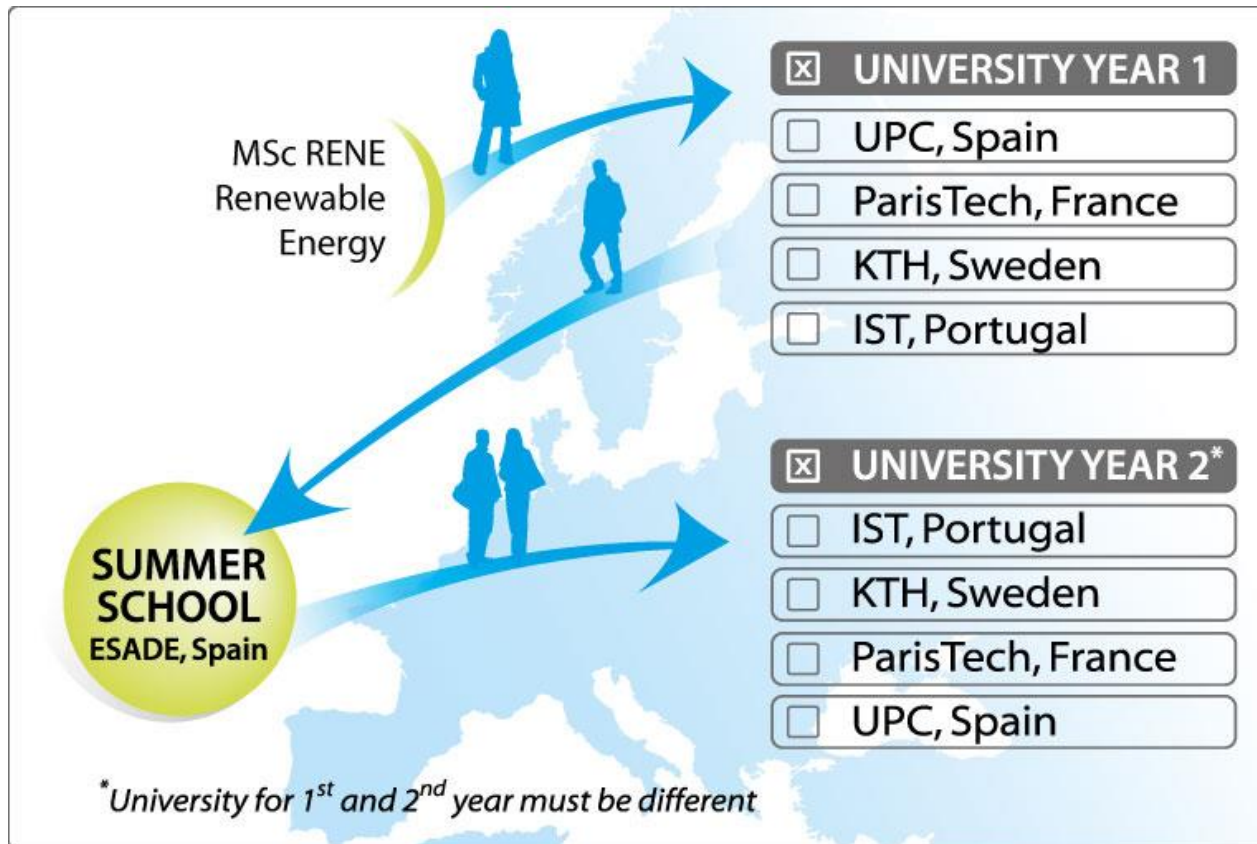 MSc RENE
Renewable
Energy
UNIVERSITY YEAR 1
UPC, Spain
ParisTech, France
KTH, Sweden
IST, Portugal
SUMMER
SCHOOL
ESADE, Spain
UNIVERSITY YEAR 2*
IST, Portugal
KTH, Sweden
ParisTech, France
UPC, Spain
*University for 1st and 2nd year must be different